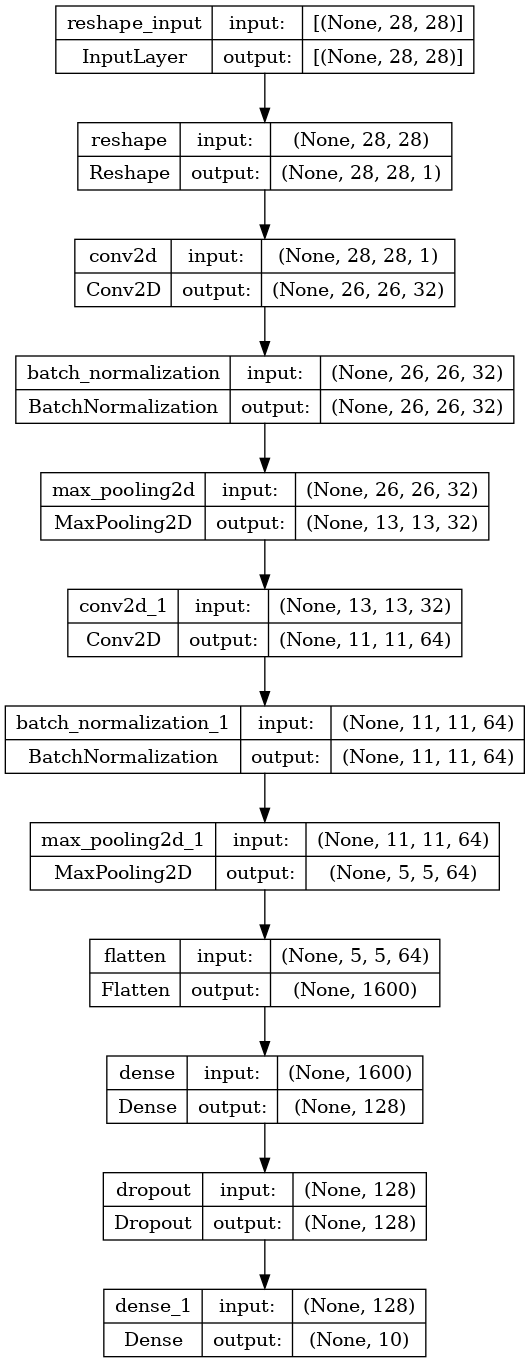 reshape_input input: [(None, 28, 28)]
InputLayer output: [(None, 28, 28)]
reshape input: (None, 28, 28)
Reshape output: (None, 28, 28, 1)
conv2d input: (None, 28, 28, 1)
Conv2D output: (None, 26, 26, 32)
batch_normalization input: (None, 26, 26, 32)
BatchNormalization output: (None, 26, 26, 32)
max_pooling2d input: (None, 26, 26, 32)
MaxPooling2D output: (None, 13, 13, 32)
conv2d_1 input: (None, 13, 13, 32)
Conv2D output: (None, 11, 11, 64)
batch_normalization_1 input: (None, 11, 11, 64)
BatchNormalization output: (None, 11, 11, 64)
max_pooling2d_1 input: (None, 11, 11, 64)
MaxPooling2D output: (None, 5, 5, 64)
flatten input: (None, 5, 5, 64)
Flatten output: (None, 1600)
dense input: (None, 1600)
Dense output: (None, 128)
dropout input: (None, 128)
Dropout output: (None, 128)
dense_1 input: (None, 128)
Dense output: (None, 10)